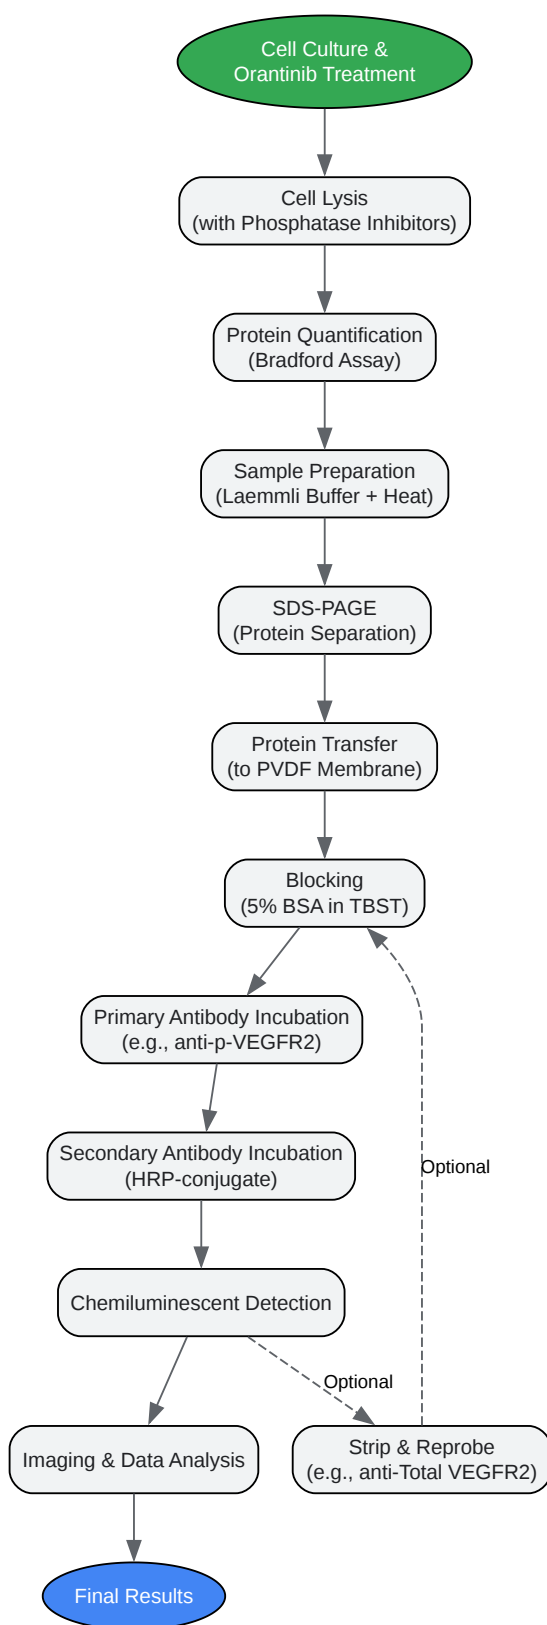 Cell Culture &
Orantinib Treatment
Cell Lysis
(with Phosphatase Inhibitors)
Protein Quantification
(Bradford Assay)
Sample Preparation
(Laemmli Buffer + Heat)
SDS-PAGE
(Protein Separation)
Protein Transfer
(to PVDF Membrane)
Blocking
(5% BSA in TBST)
Primary Antibody Incubation
(e.g., anti-p-VEGFR2)
Secondary Antibody Incubation
(HRP-conjugate)
Optional
Chemiluminescent Detection
Optional
Imaging & Data Analysis
Strip & Reprobe
(e.g., anti-Total VEGFR2)
Final Results